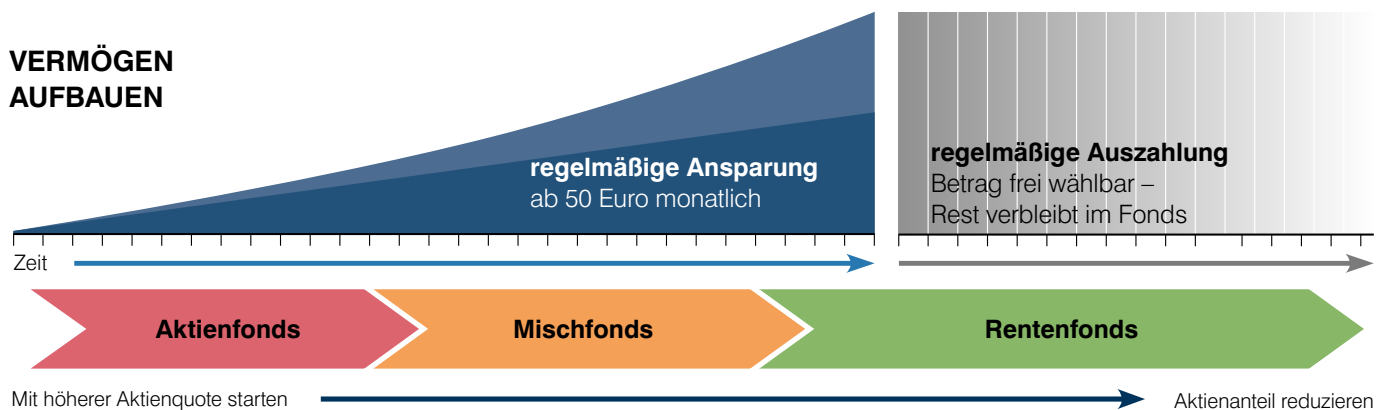 VERMÖGEN
AUFBAUEN
regelmäßige Ansparung
ab 50 Euro monatlich
regelmäßige Auszahlung
Betrag frei wählbar –
Rest verbleibt im Fonds
Zeit
Aktienfonds
Mischfonds
Rentenfonds
Mit höherer Aktienquote starten
Aktienanteil reduzieren